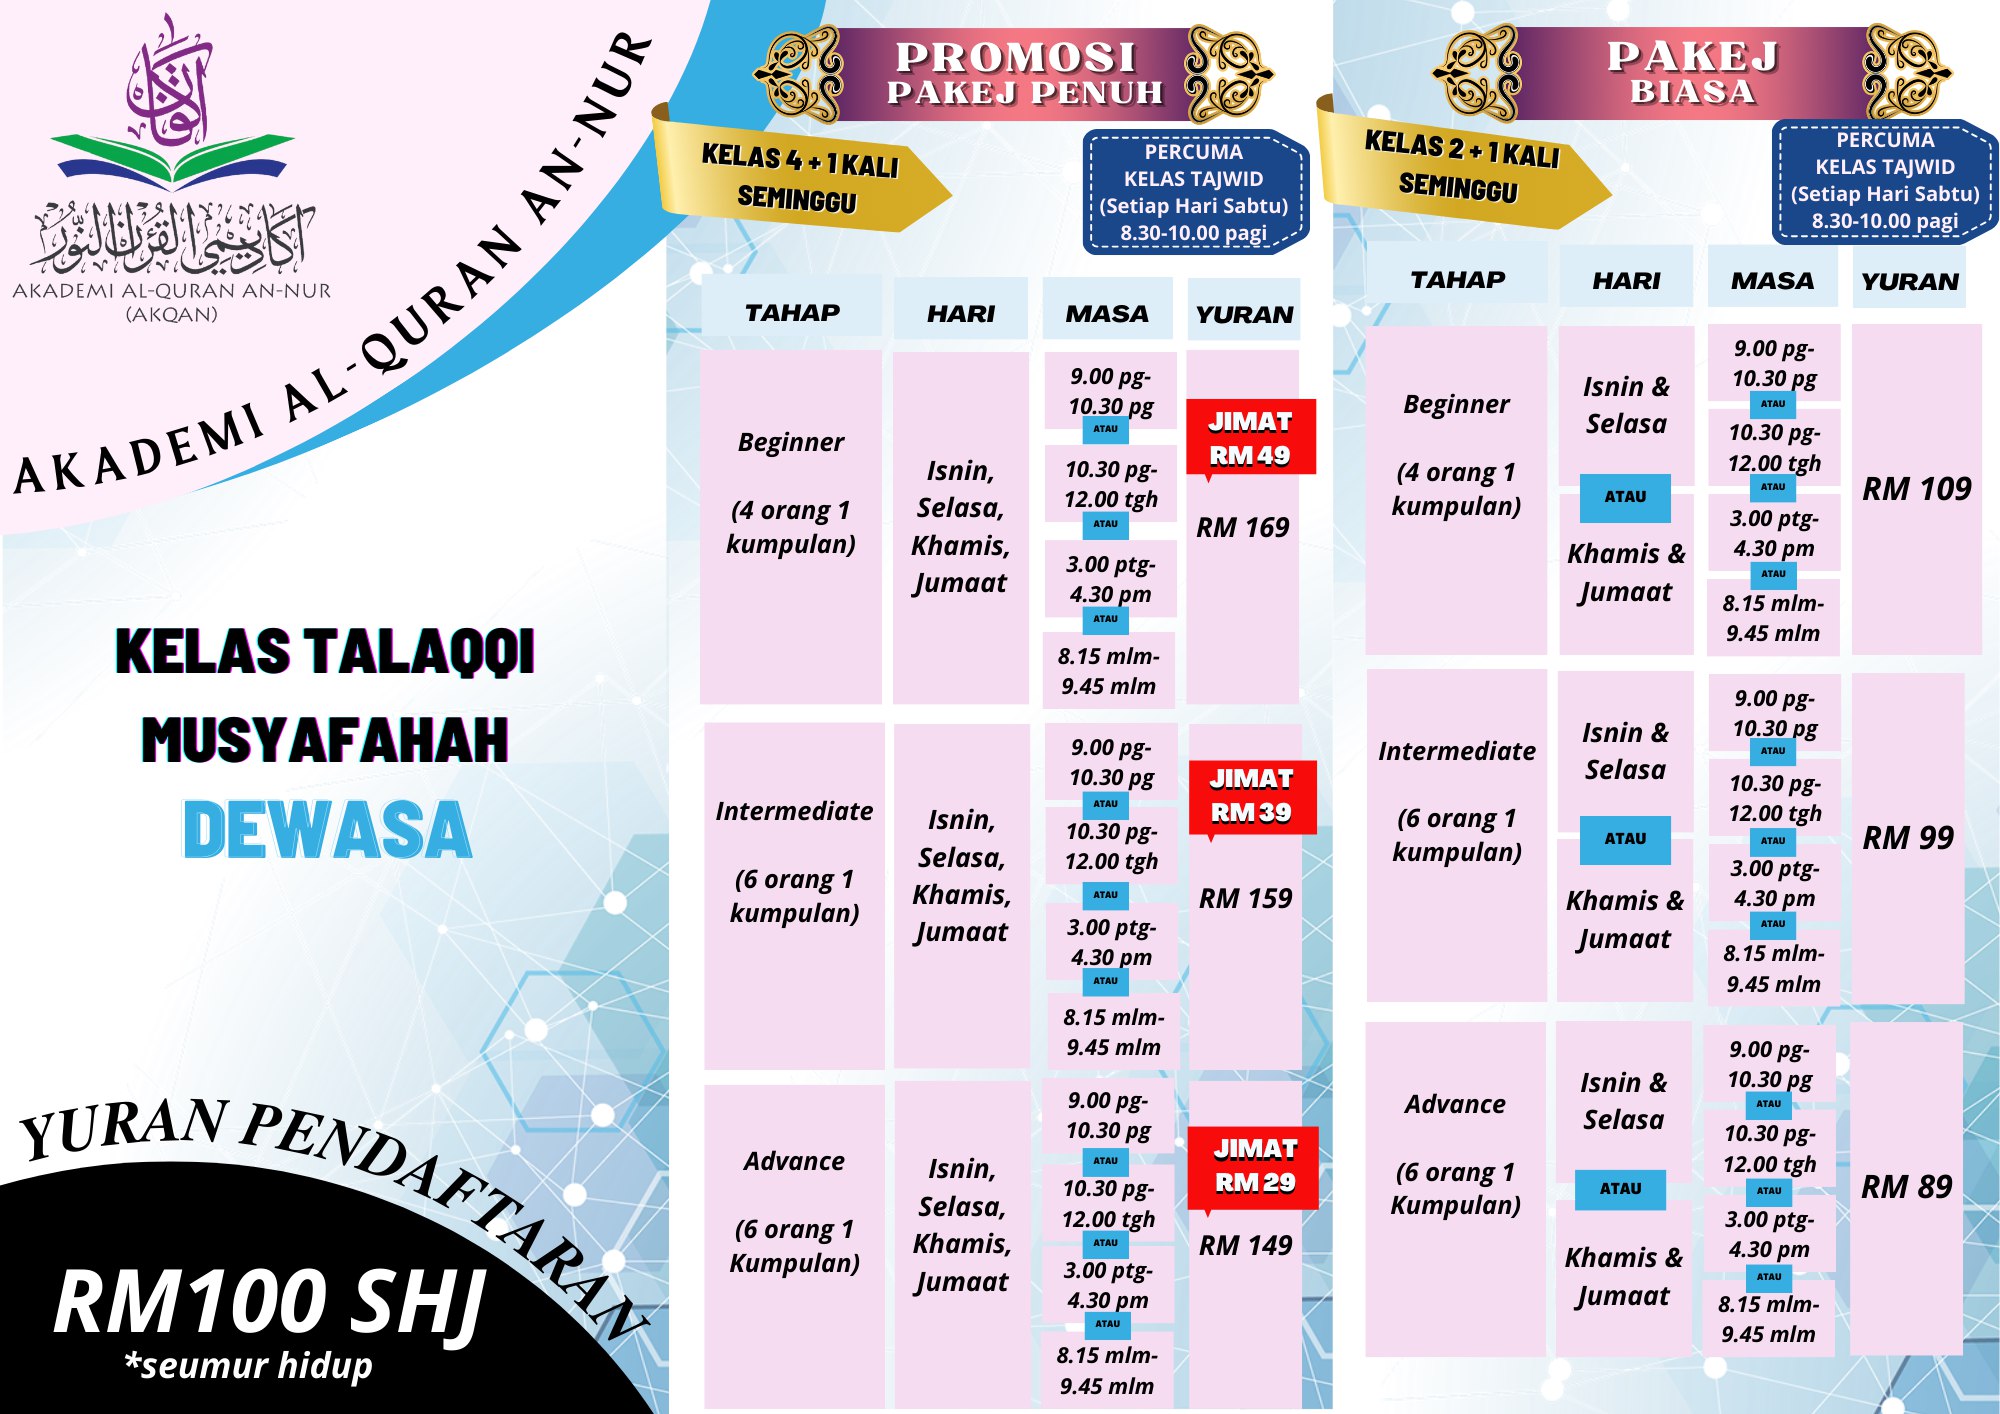 القرآن
أكاديمي القرآن النور
AKADEMI AL-QURAN AN-NUR
(AKQAN)
AKADEMI AL-QURAN AN-NUR
KELAS TALAQQI
MUSYAFAHAH
DEWASA
YURAN PENDAFTARAN
RM100 SHJ
*seumur hidup
PROMOSI
PAKEJ PENUH
KELAS 4 + 1 KALI
SEMINGGU
PERCUMA
KELAS TAJWID
(Setiap Hari Sabtu)
8.30-10.00 pagi
TAHAP HARI MASA YURAN
Beginner
(4 orang 1
kumpulan)
Isnin,
Selasa,
Khamis,
Jumaat
9.00 pg-
10.30 pg
ATAU
10.30 pg-
12.00 tgh
ATAU
3.00 ptg-
4.30 pm
ATAU
8.15 mlm-
9.45 mlm
JIMAT
RM 49
RM 169
Intermediate
(6 orang 1
kumpulan)
Isnin,
Selasa,
Khamis,
Jumaat
9.00 pg-
10.30 pg
ATAU
10.30 pg-
12.00 tgh
ATAU
3.00 ptg-
4.30 pm
ATAU
8.15 mlm-
9.45 mlm
JIMAT
RM 39
RM 159
Advance
(6 orang 1
Kumpulan)
Isnin,
Selasa,
Khamis,
Jumaat
9.00 pg-
10.30 pg
ATAU
10.30 pg-
12.00 tgh
ATAU
3.00 ptg-
4.30 pm
ATAU
8.15 mlm-
9.45 mlm
JIMAT
RM 29
RM 149
PAKEJ
BIASA
KELAS 2 + 1 KALI
SEMINGGU
PERCUMA
KELAS TAJWID
(Setiap Hari Sabtu)
8.30-10.00 pagi
TAHAP HARI MASA YURAN
Beginner
(4 orang 1
kumpulan)
Isnin &
Selasa
ATAU
Khamis &
Jumaat
9.00 pg-
10.30 pg
ATAU
10.30 pg-
12.00 tgh
ATAU
3.00 ptg-
4.30 pm
ATAU
8.15 mlm-
9.45 mlm
RM 109
Intermediate
(6 orang 1
kumpulan)
Isnin &
Selasa
ATAU
Khamis &
Jumaat
9.00 pg-
10.30 pg
ATAU
10.30 pg-
12.00 tgh
ATAU
3.00 ptg-
4.30 pm
ATAU
8.15 mlm-
9.45 mlm
RM 99
Advance
(6 orang 1
Kumpulan)
Isnin &
Selasa
ATAU
Khamis &
Jumaat
9.00 pg-
10.30 pg
ATAU
10.30 pg-
12.00 tgh
ATAU
3.00 ptg-
4.30 pm
ATAU
8.15 mlm-
9.45 mlm
RM 89